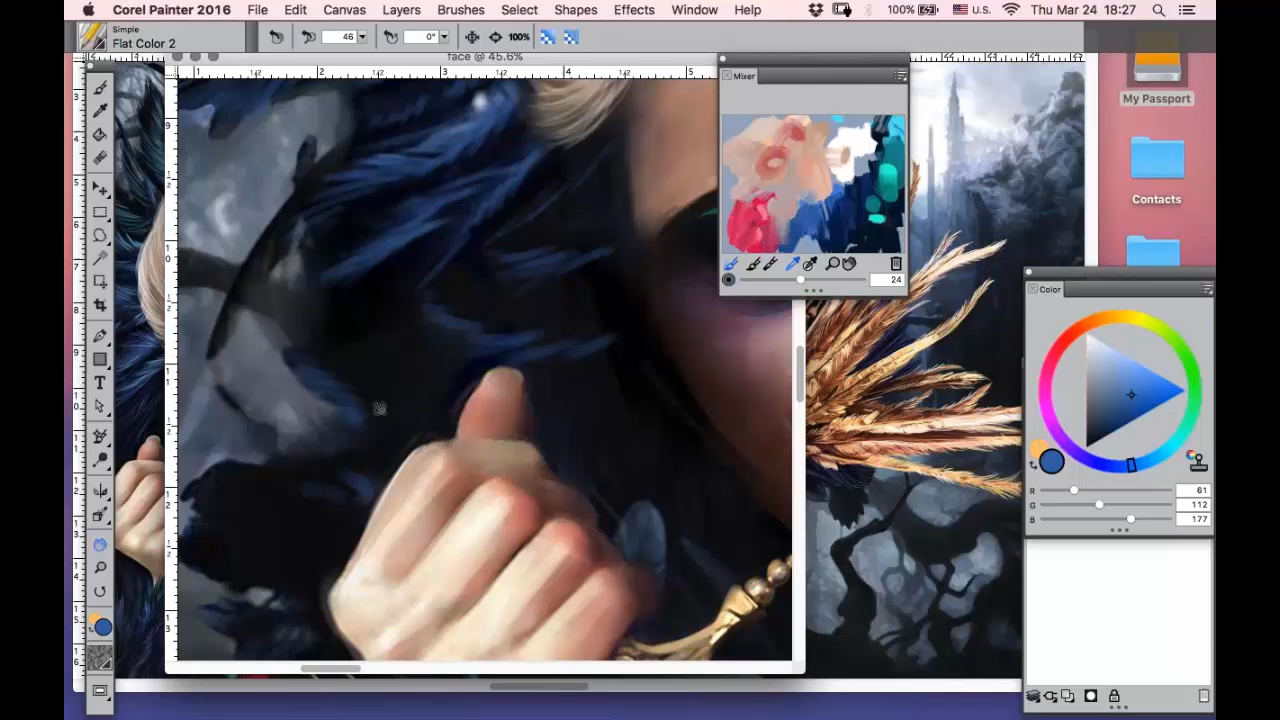 Corel Painter 2016 File Edit Canvas Layers Brushes Select Shapes Effects Window Help 100% U.S. Thu Mar 24 18:27
Simple
Flat Color 2
46 0° 100%
face @ 45.6%
Mixer
24
My Passport
Contacts
Color
R 61
G 112
B 177